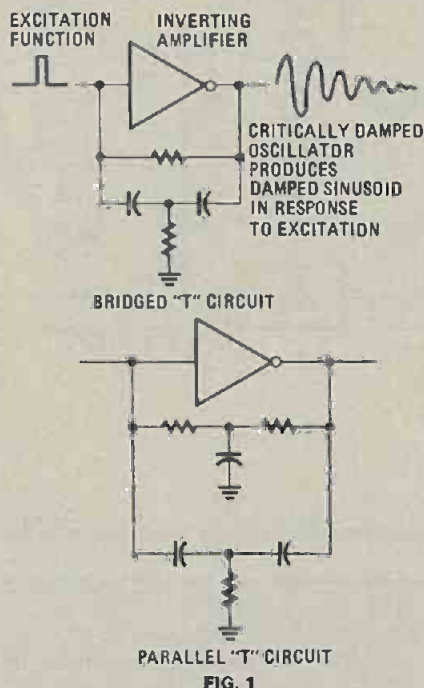 EXCITATION
FUNCTION
INVERTING
AMPLIFIER
CRITICALLY DAMPED
OSCILLATOR
PRODUCES
DAMPED SINUSOID
IN RESPONSE
TO EXCITATION
BRIDGED "T" CIRCUIT
PARALLEL "T" CIRCUIT
FIG. 1